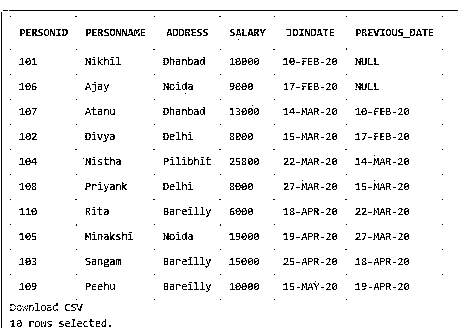 PERSONID PERSONNAME ADDRESS SALARY JOINDATE PREVIOUS_DATE
101 Nikhil Dhanbad 18000 10-FEB-20 NULL
106 Ajay Noida 9000 17-FEB-20 NULL
107 Atanu Dhanbad 13000 14-MAR-20 10-FEB-20
102 Divya Delhi 8000 15-MAR-20 17-FEB-20
104 Nistha Pilibhit 25800 22-MAR-20 14-MAR-20
108 Priyank Delhi 8000 27-MAR-20 15-MAR-20
110 Rita Bareilly 6000 18-APR-20 22-MAR-20
105 Minakshi Noida 19000 19-APR-20 27-MAR-20
103 Sangam Bareilly 15000 25-APR-20 18-APR-20
109 Peehu Bareilly 10000 15-MAY-20 19-APR-20
Download CSV
10 rows selected.